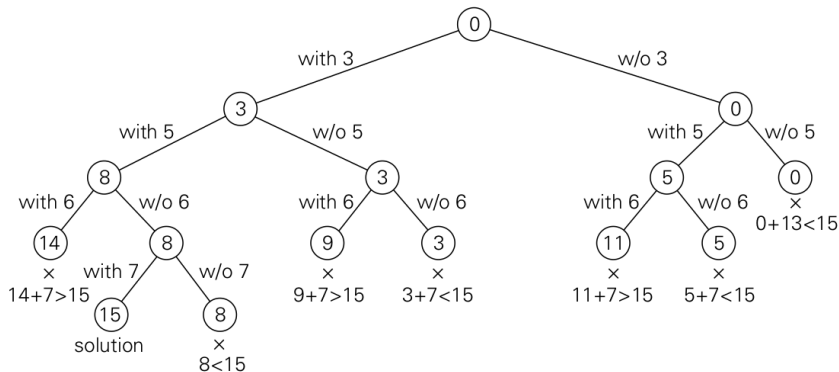 0
with 3
w/o 3
3
0
with 5
w/o 5
with 5
w/o 5
8
3
5
0
with 6
w/o 6
with 6
w/o 6
with 6
w/o 6
×
0+13<15
14
8
9
3
11
5
×
with 7
w/o 7
×
×
×
×
14+7>15
9+7>15
3+7<15
11+7>15
5+7<15
15
8
solution
×
8<15